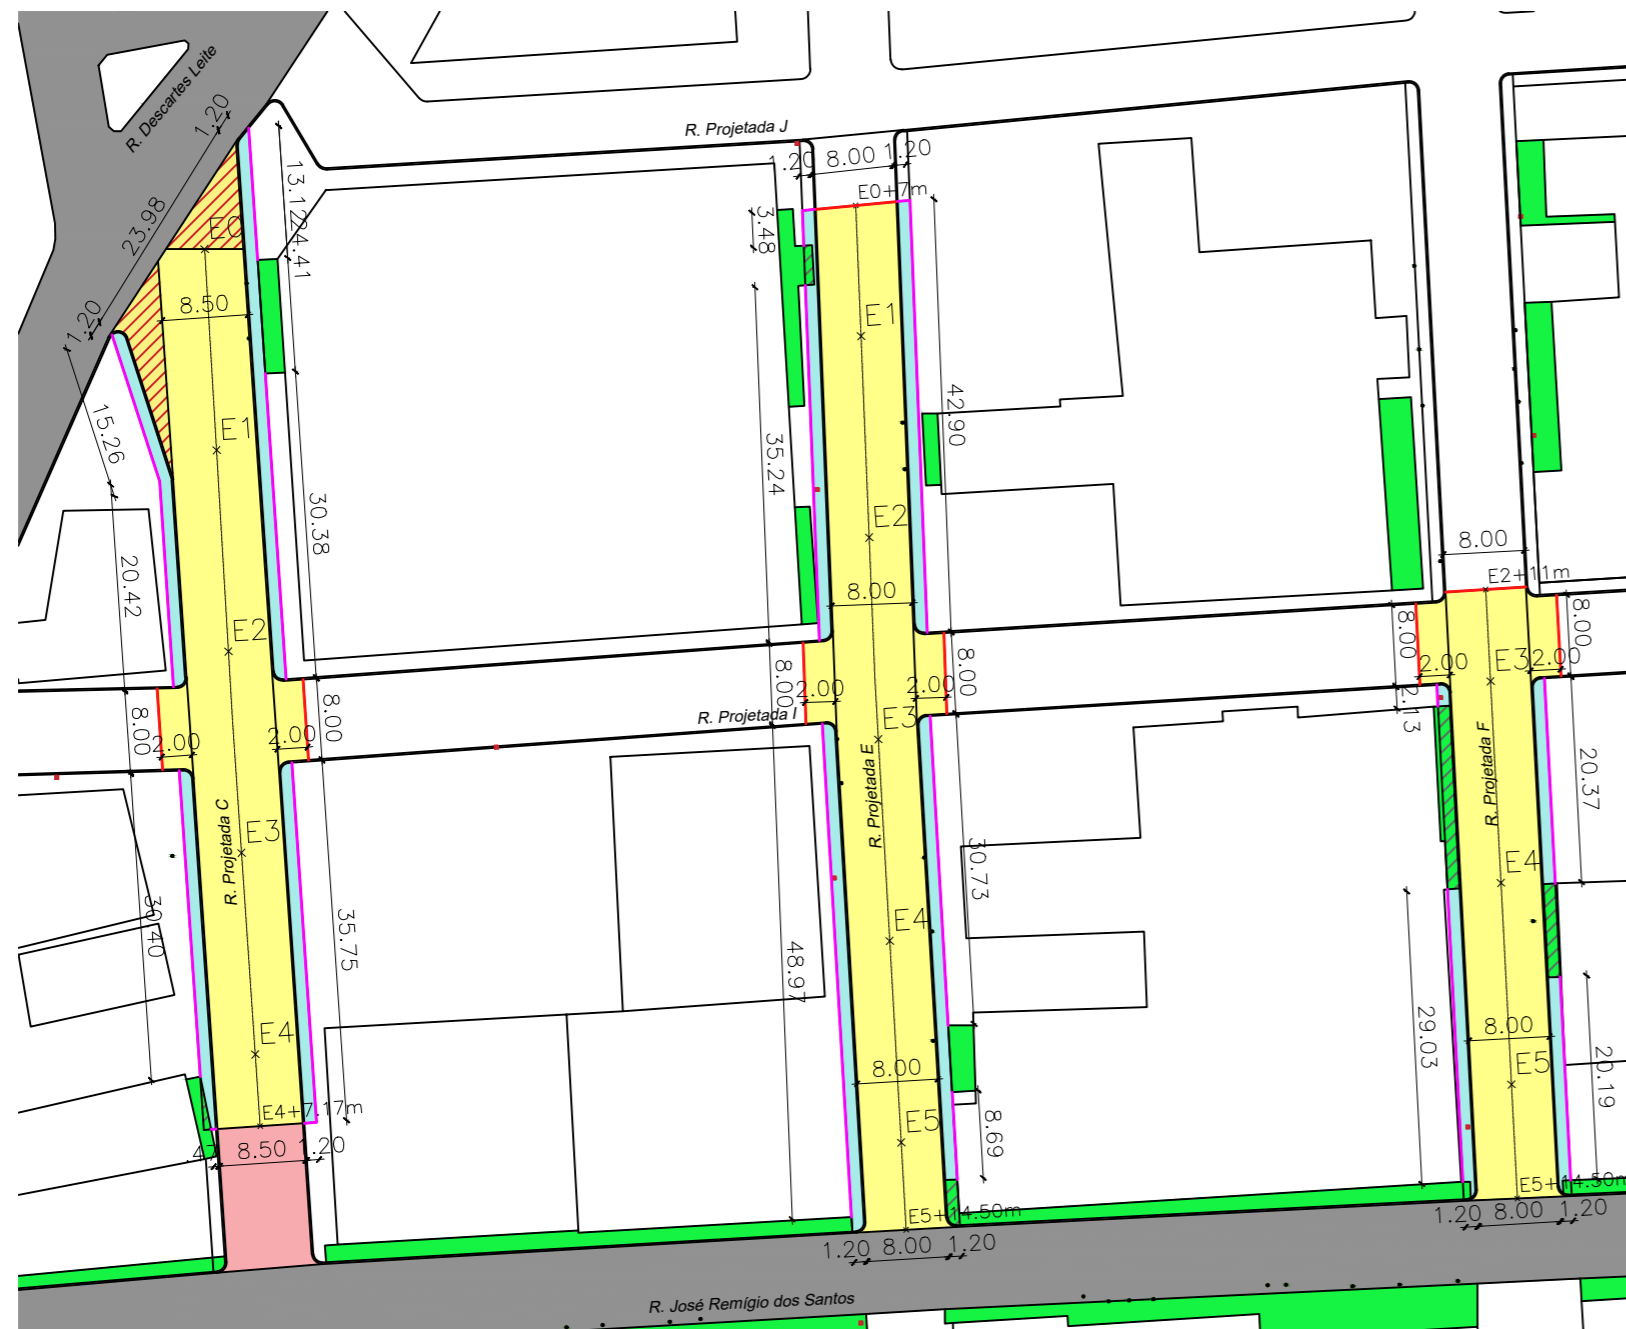 R. Descartes Leite
1.20
23.98
1.20
R. Projetada J
1.20
8.00
1.20
E0+7m
13.12
24.41
E0
8.50
3.48
E1
E1
42.90
15.26
35.24
30.38
E2
20.42
8.00
8.00
E2+11m
E2
8.00
2.00
2.00
8.00
8.00
2.00
2.00
8.00
R. Projetada I
E3
8.00
2.00
E3
2.00
8.00
2.13
R. Projetada C
E3
R. Projetada E
R. Projetada F
20.37
30.40
35.75
30.73
E4
E4
48.97
E4
29.03
8.00
E5
20.19
8.00
E5
8.69
E4+7.17m
8.50
1.20
E5+14.50m
E5+14.50m
1.20
8.00
1.20
1.20
8.00
1.20
R. José Remígio dos Santos